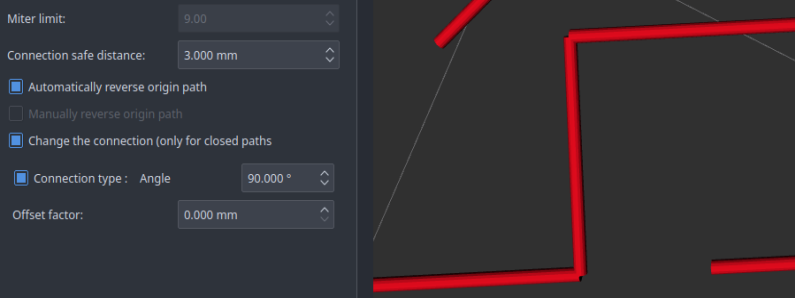 Miter limit: 9.00
Connection safe distance: 3.000 mm
Automatically reverse origin path
Manually reverse origin path
Change the connection (only for closed paths
Connection type : Angle 90.000 °
Offset factor: 0.000 mm